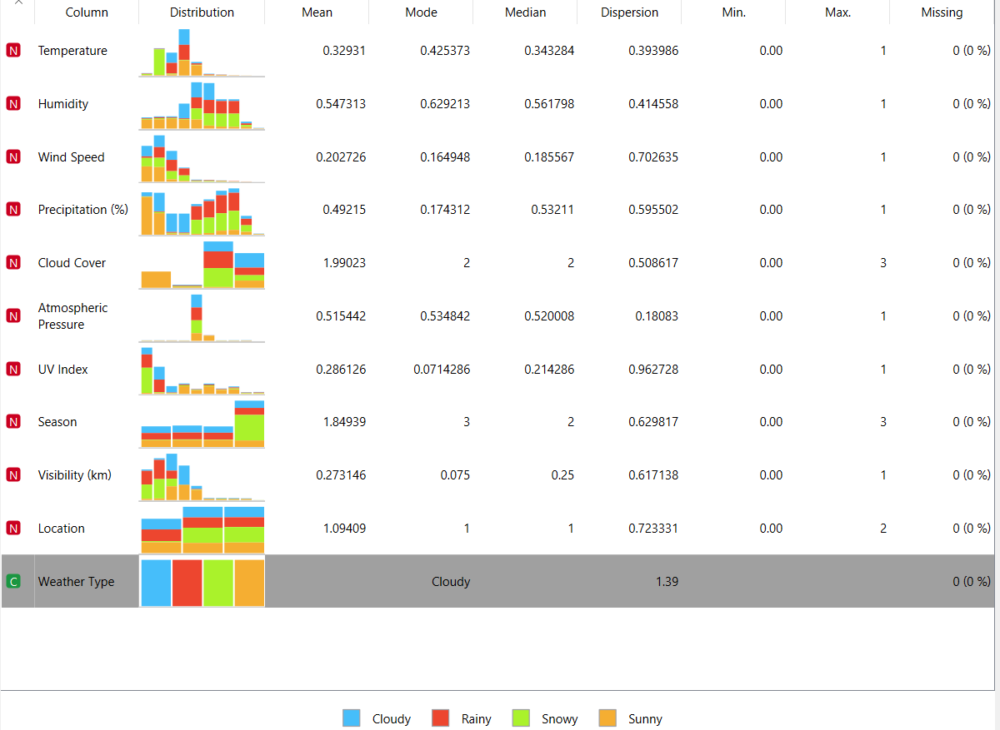 Column Distribution Mean Mode Median Dispersion Min. Max. Missing
N Temperature 0.32931 0.425373 0.343284 0.393986 0.00 1 0 (0 %)
N Humidity 0.547313 0.629213 0.561798 0.414558 0.00 1 0 (0 %)
N Wind Speed 0.202726 0.164948 0.185567 0.702635 0.00 1 0 (0 %)
N Precipitation (%) 0.49215 0.174312 0.53211 0.595502 0.00 1 0 (0 %)
N Cloud Cover 1.99023 2 2 0.508617 0.00 3 0 (0 %)
Atmospheric
N Pressure 0.515442 0.534842 0.520008 0.18083 0.00 1 0 (0 %)
N UV Index 0.286126 0.0714286 0.214286 0.962728 0.00 1 0 (0 %)
N Season 1.84939 3 2 0.629817 0.00 3 0 (0 %)
N Visibility (km) 0.273146 0.075 0.25 0.617138 0.00 1 0 (0 %)
N Location 1.09409 1 1 0.723331 0.00 2 0 (0 %)
C Weather Type Cloudy 1.39 0 (0 %)
Cloudy Rainy Snowy Sunny